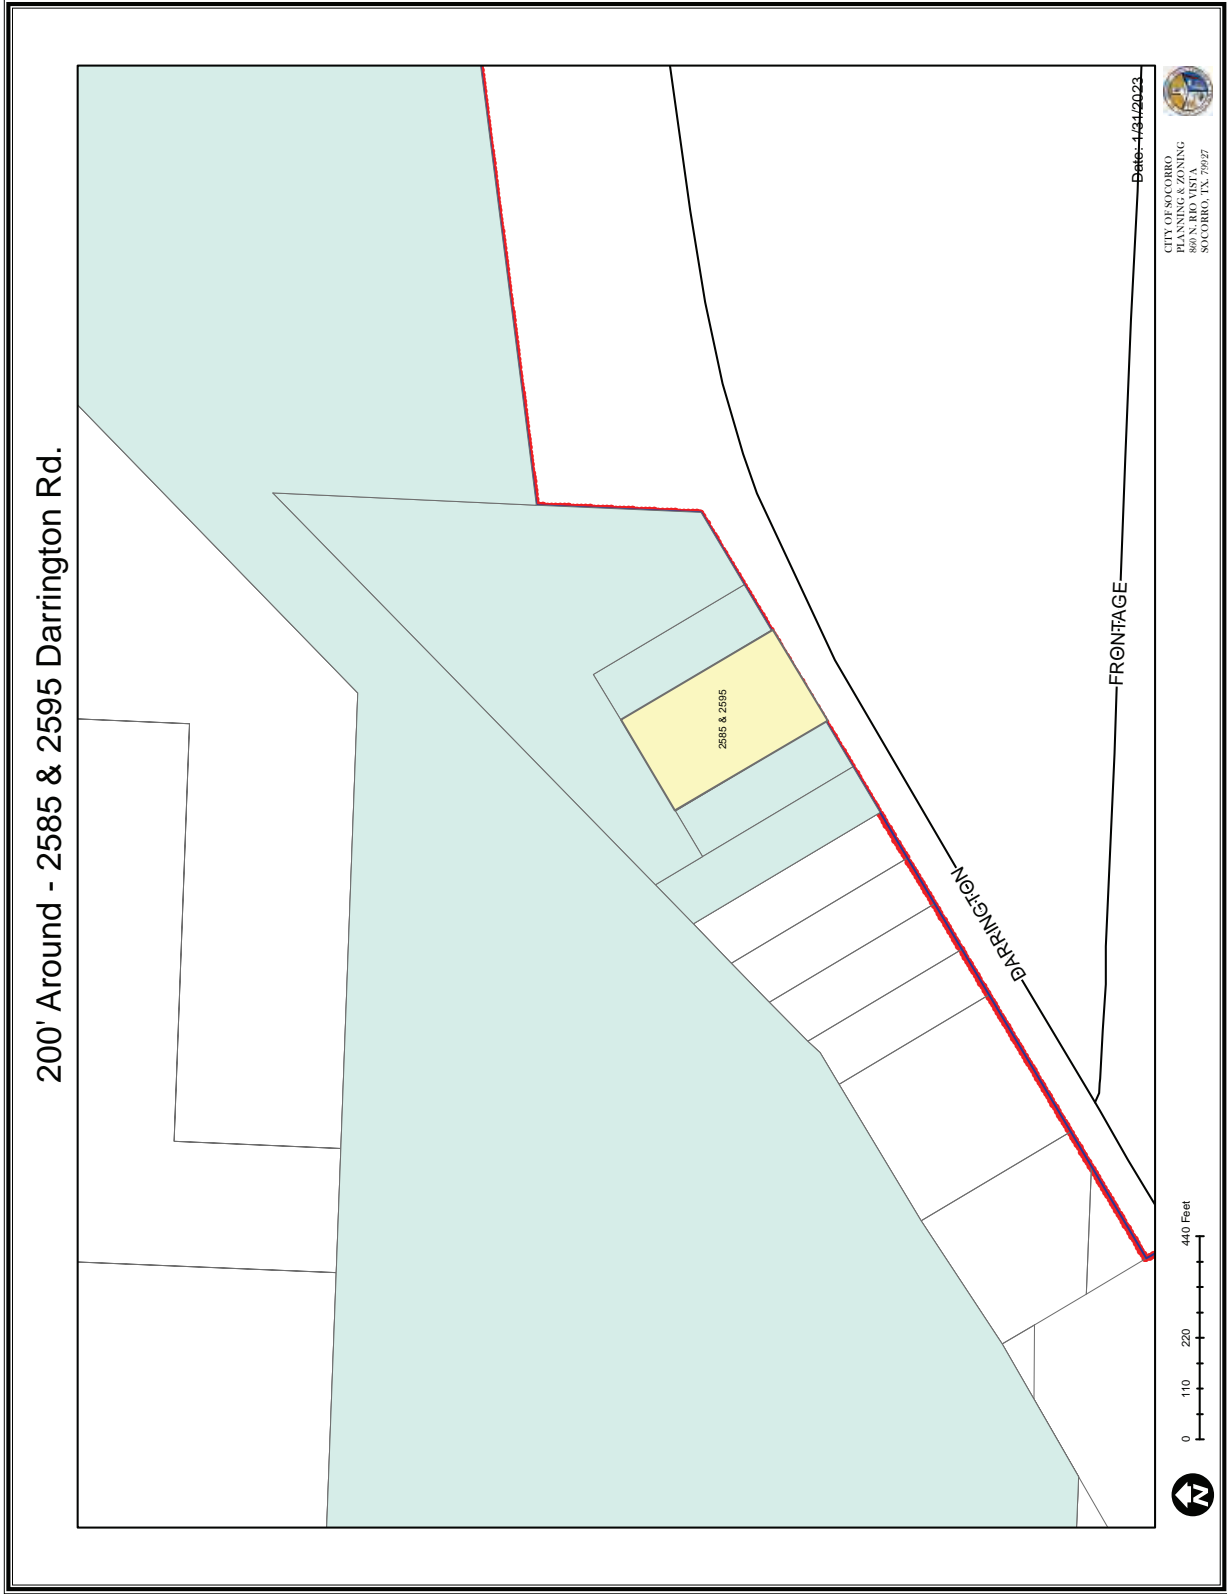 200' Around - 2585 & 2595 Darrington Rd.
2585 & 2595
DARRINGTON
FRONTAGE
Date: 1/31/2023
CITY OF SOCORRO
PLANNING & ZONING
860 N. RIO VISTA
SOCORRO, TX. 79927
0 110 220 440 Feet
N